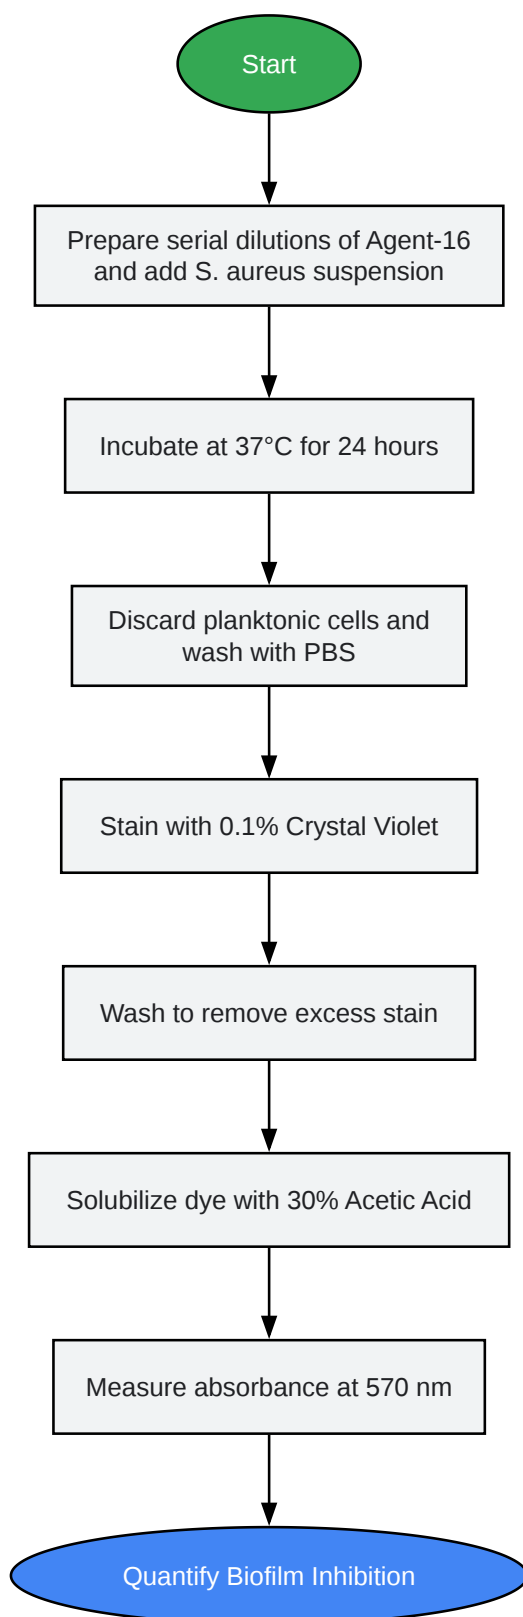 Start
Prepare serial dilutions of Agent-16
and add S. aureus suspension
Incubate at 37°C for 24 hours
Discard planktonic cells and
wash with PBS
Stain with 0.1% Crystal Violet
Wash to remove excess stain
Solubilize dye with 30% Acetic Acid
Measure absorbance at 570 nm
Quantify Biofilm Inhibition